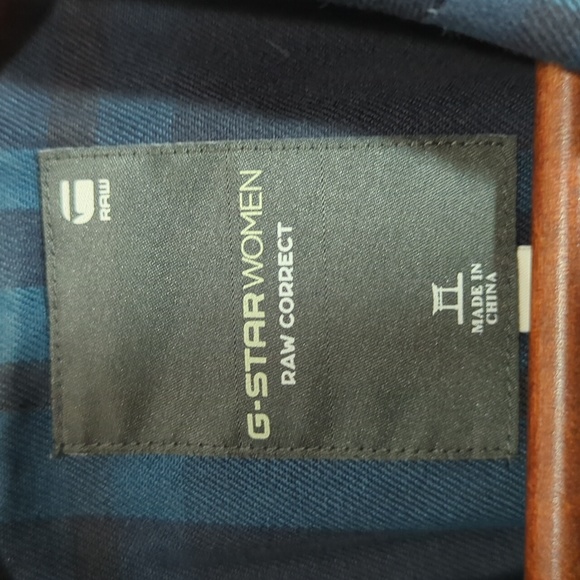 RAW
G-STAR WOMEN
RAW CORRECT
MADE IN
CHINA